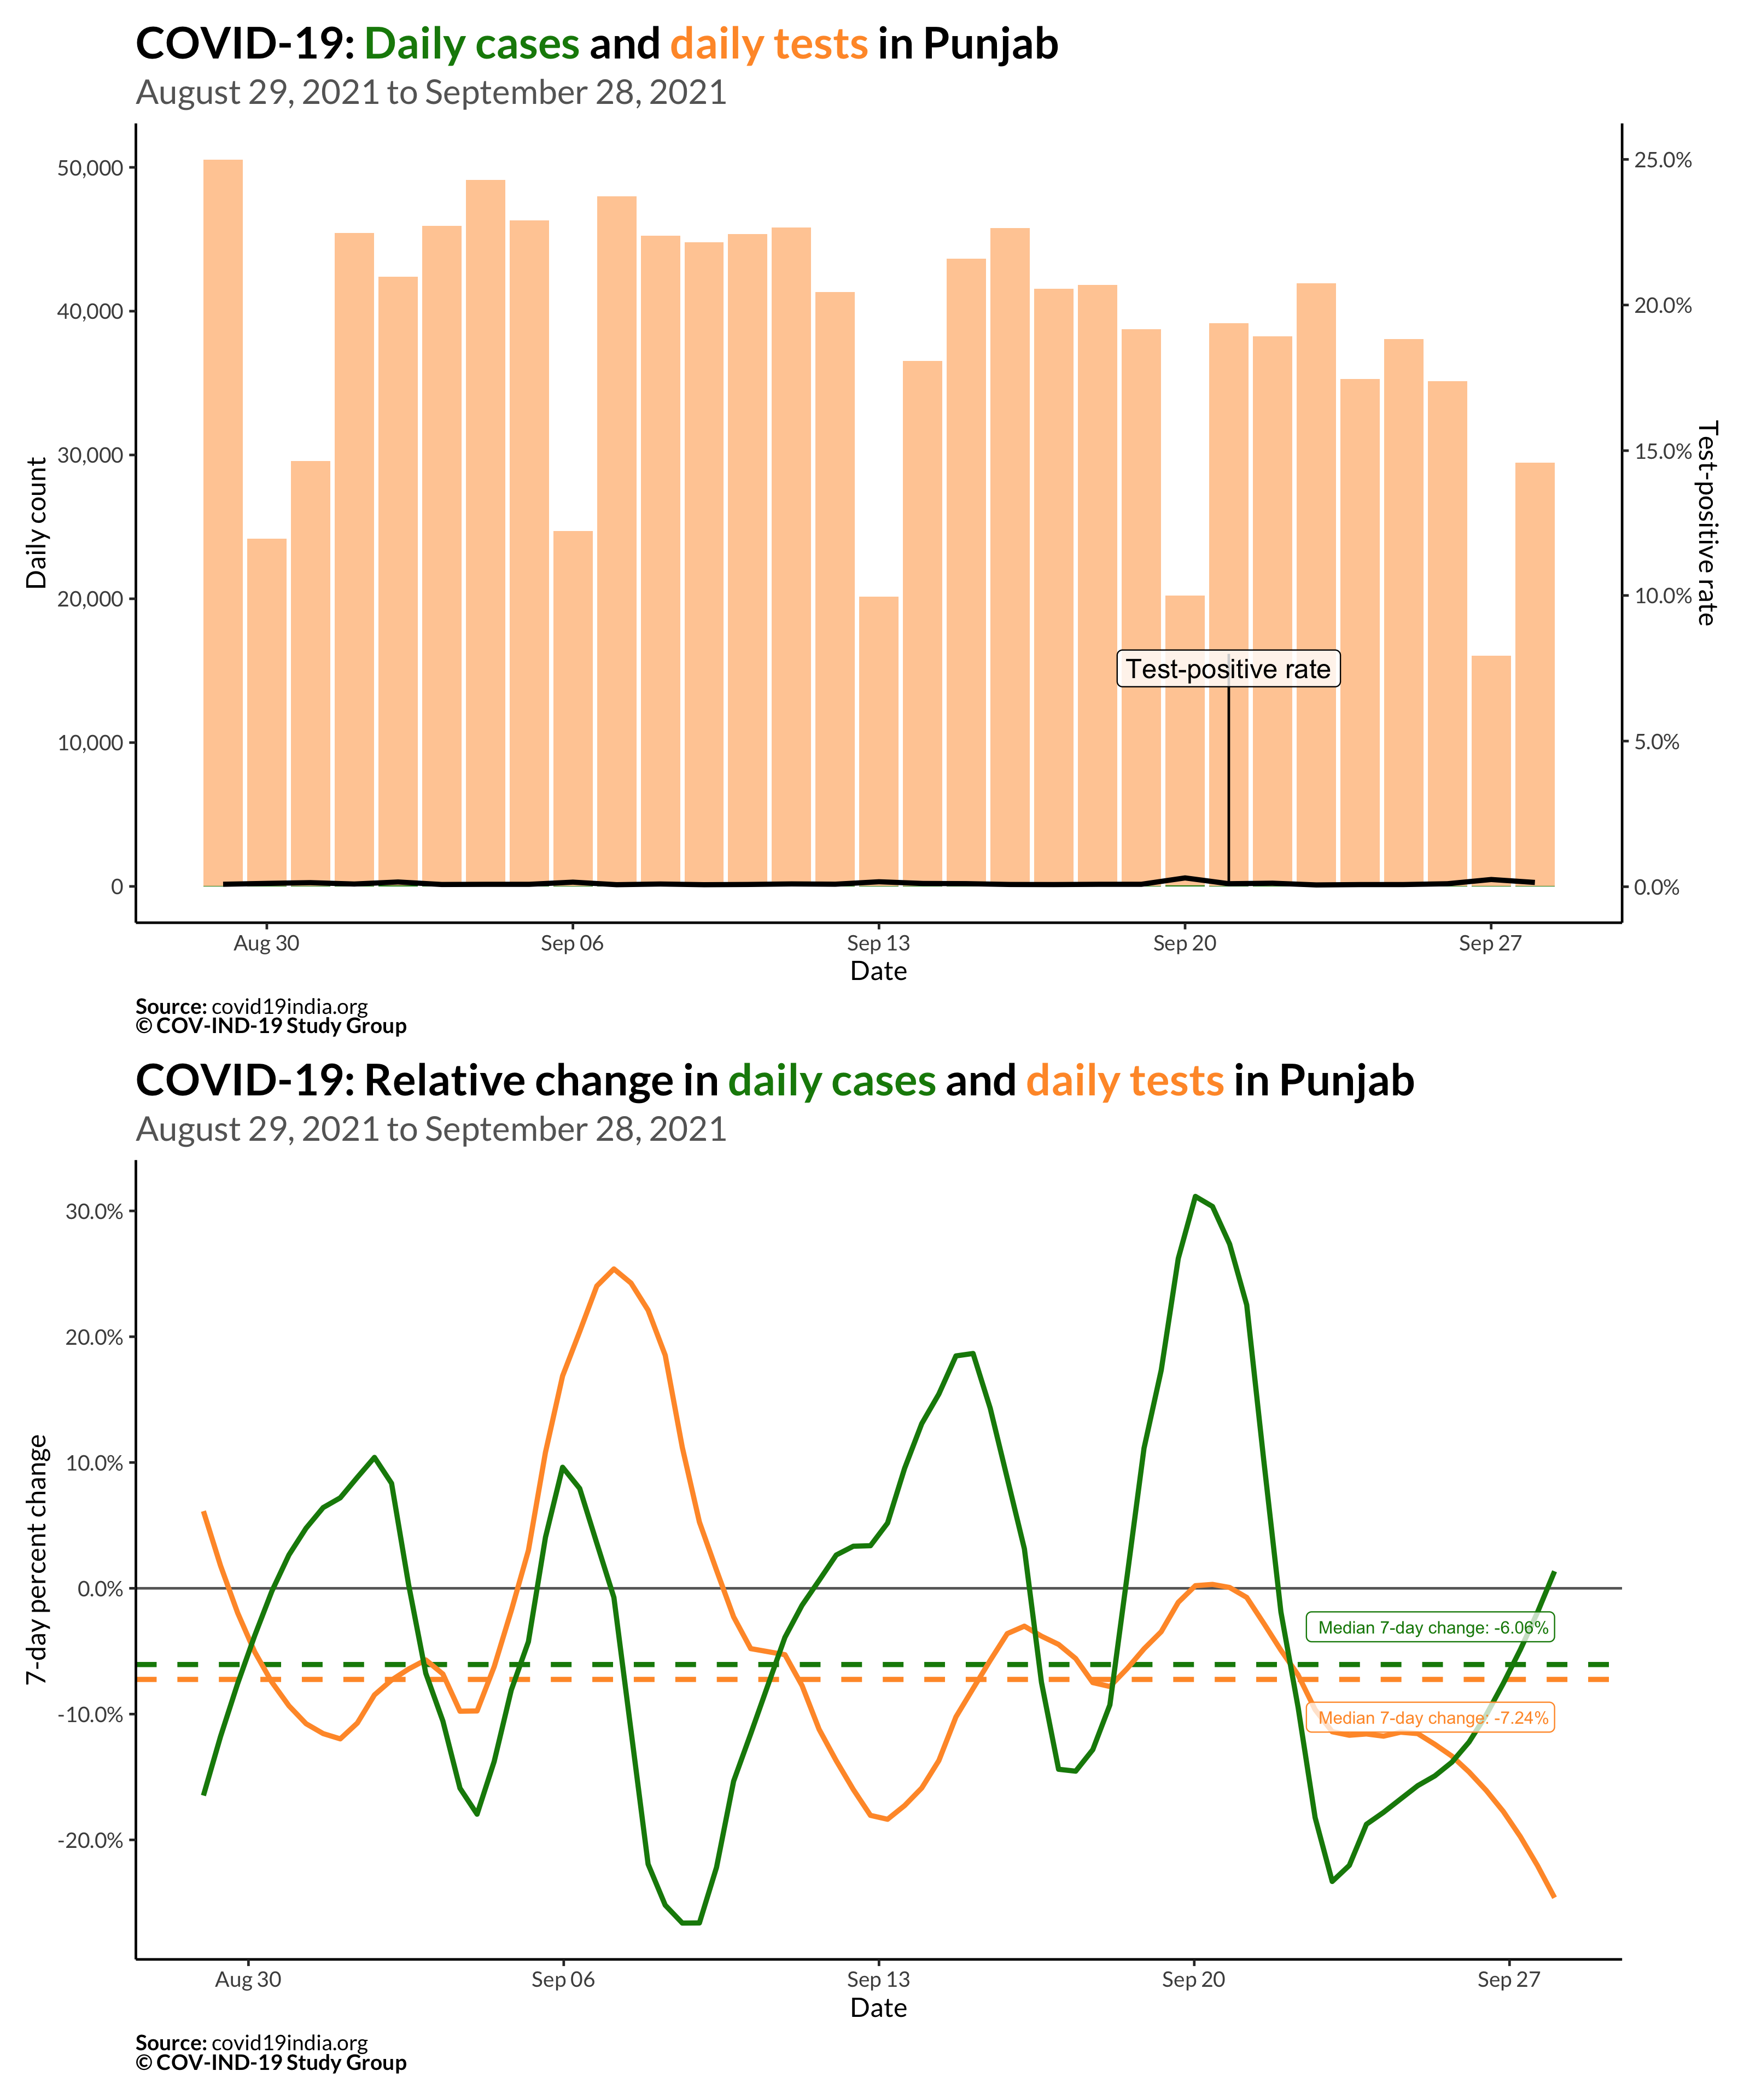 COVID-19: Daily cases and daily tests in Punjab
August 29, 2021 to September 28, 2021
50,000
40,000
30,000
20,000
10,000
0
Daily count
25.0%
20.0%
15.0%
10.0%
5.0%
0.0%
Test-positive rate
Test-positive rate
Aug 30
Sep 06
Sep 13
Sep 20
Sep 27
Date
Source: covid19india.org
© COV-IND-19 Study Group
COVID-19: Relative change in daily cases and daily tests in Punjab
August 29, 2021 to September 28, 2021
30.0%
20.0%
10.0%
0.0%
-10.0%
-20.0%
7-day percent change
Median 7-day change: -6.06%
Median 7-day change: -7.24%
Aug 30
Sep 06
Sep 13
Sep 20
Sep 27
Date
Source: covid19india.org
© COV-IND-19 Study Group